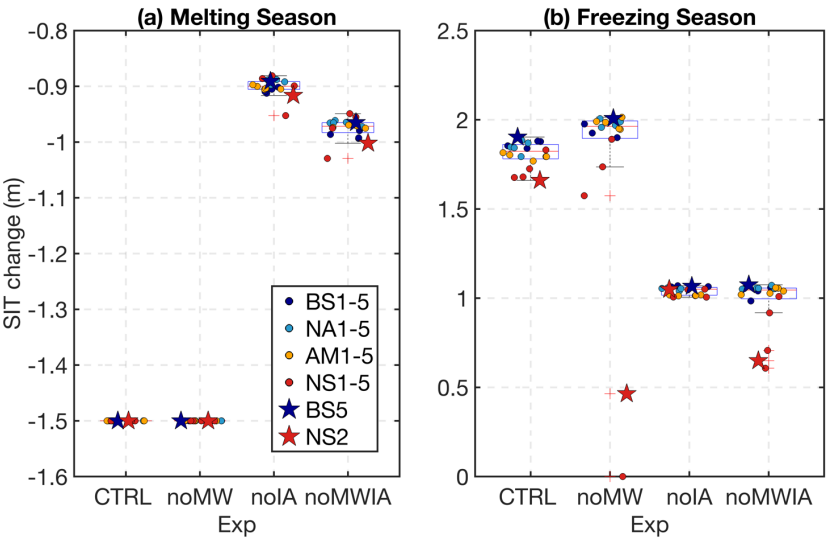 (a) Melting Season
-0.8
-0.9
-1
-1.1
-1.2
-1.3
-1.4
-1.5
-1.6
SIT change (m)
CTRL noMW noIA noMWIA
Exp
BS1-5
NA1-5
AM1-5
NS1-5
BS5
NS2
(b) Freezing Season
2.5
2
1.5
1
0.5
0
CTRL noMW noIA noMWIA
Exp